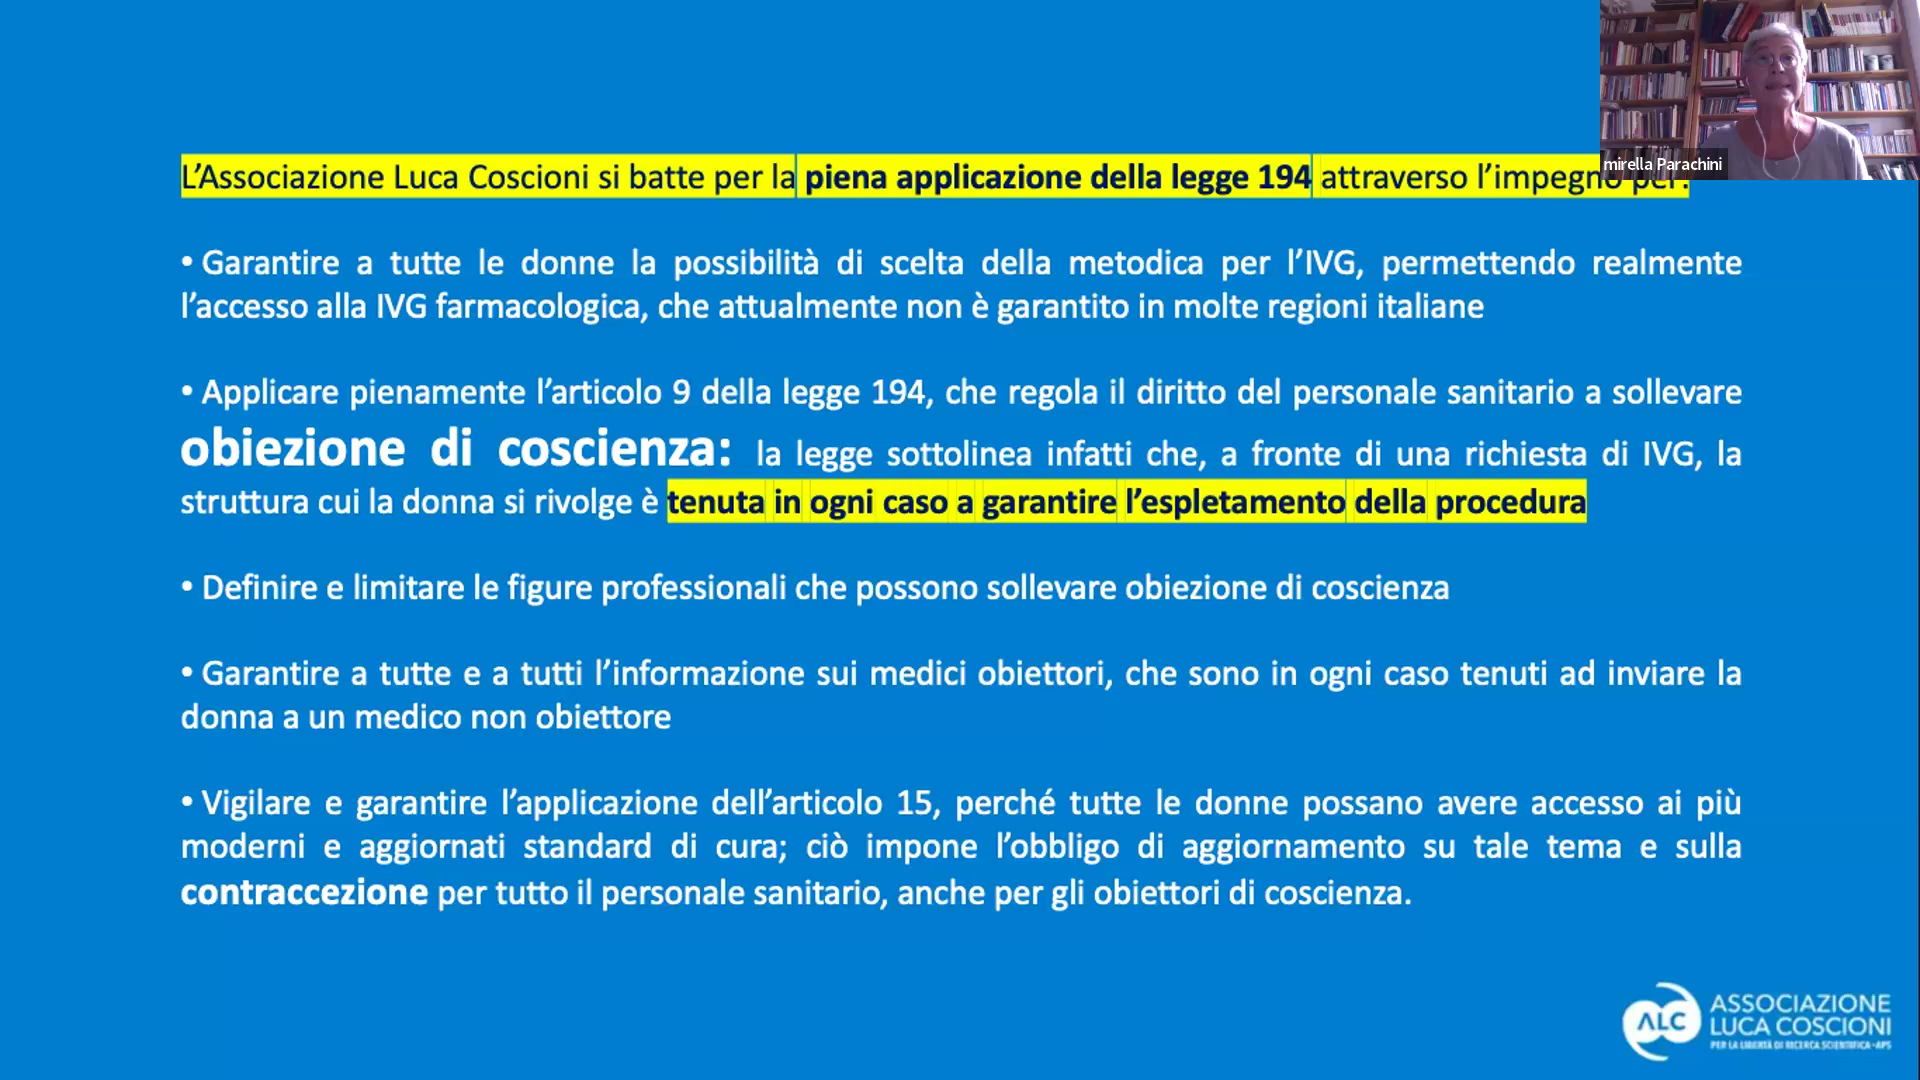 mirella Parachini
L’Associazione Luca Coscioni si batte per la piena applicazione della legge 194 attraverso l’impegno per:
• Garantire a tutte le donne la possibilità di scelta della metodica per l’IVG, permettendo realmente
l’accesso alla IVG farmacologica, che attualmente non è garantito in molte regioni italiane
• Applicare pienamente l’articolo 9 della legge 194, che regola il diritto del personale sanitario a sollevare
obiezione di coscienza: la legge sottolinea infatti che, a fronte di una richiesta di IVG, la
struttura cui la donna si rivolge è tenuta in ogni caso a garantire l’espletamento della procedura
• Definire e limitare le figure professionali che possono sollevare obiezione di coscienza
• Garantire a tutte e a tutti l’informazione sui medici obiettori, che sono in ogni caso tenuti ad inviare la
donna a un medico non obiettore
• Vigilare e garantire l’applicazione dell’articolo 15, perché tutte le donne possano avere accesso ai più
moderni e aggiornati standard di cura; ciò impone l’obbligo di aggiornamento su tale tema e sulla
contraccezione per tutto il personale sanitario, anche per gli obiettori di coscienza.
ALC
ASSOCIAZIONE
LUCA COSCIONI
PER LA LIBERTÀ DI RICERCA SCIENTIFICA - APS